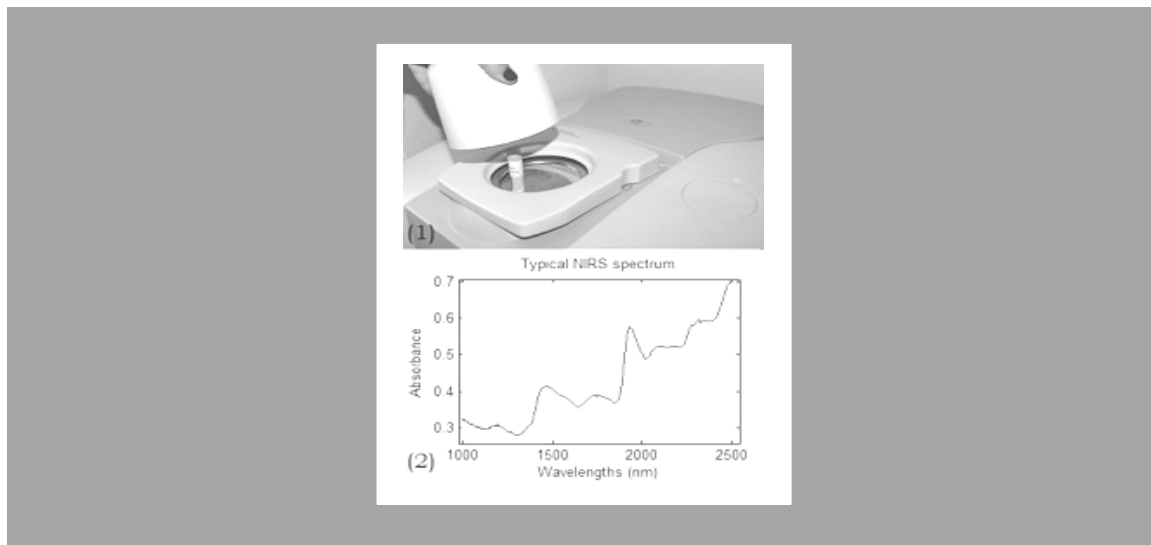 (1)
Typical NIRS spectrum
0.7
0.6
0.5
0.4
0.3
Absorbance
(2)
1000 1500 2000 2500
Wavelengths (nm)